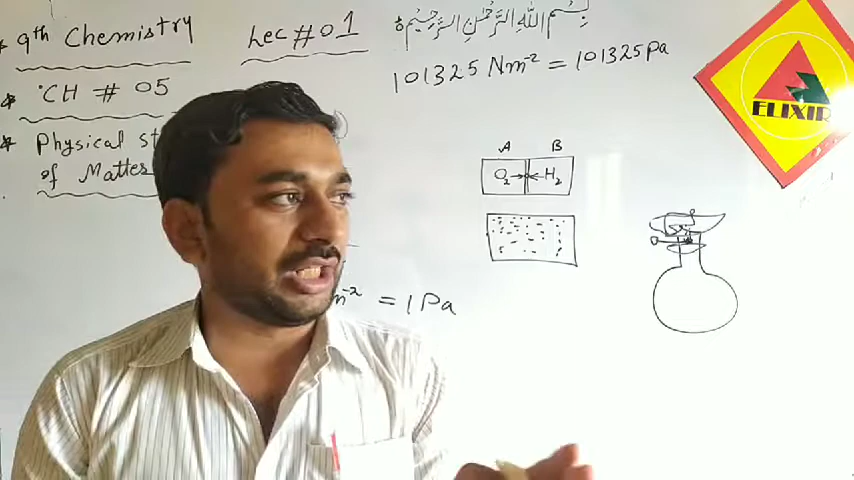 * 9th Chemistry
Lec # 01
بِسْمِ اللّٰهِ الرَّحْمٰنِ الرَّحِيْمِ
* CH # 05
101325 Nm⁻² = 101325 Pa
* Physical St
of Matter
A B
O₂ H₂
m⁻² = 1 Pa
ELIXIR